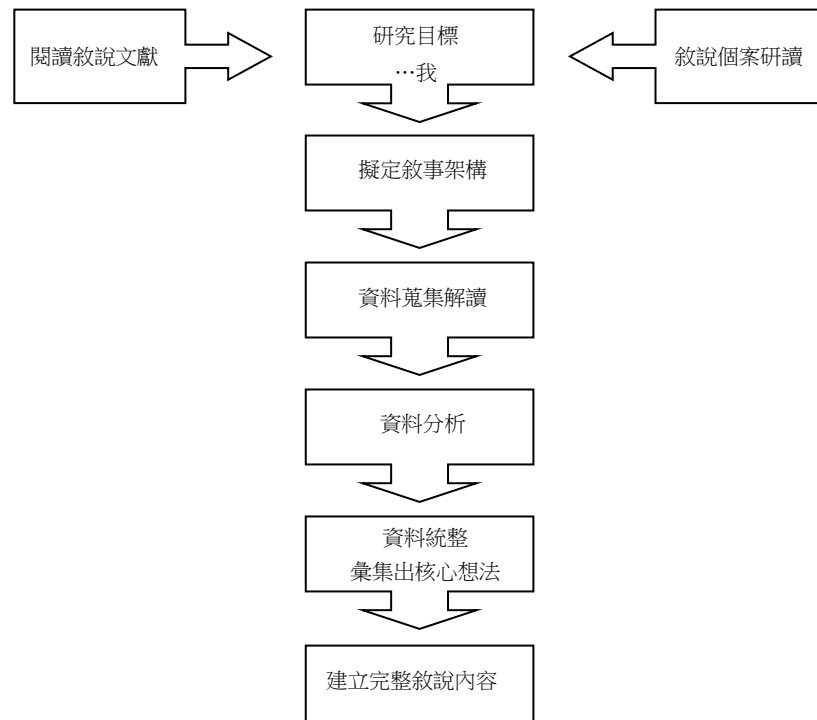 閱讀敘說文獻
研究目標
…我
敘說個案研讀
擬定敘事架構
資料蒐集解讀
資料分析
資料統整
彙集出核心想法
建立完整敘說內容